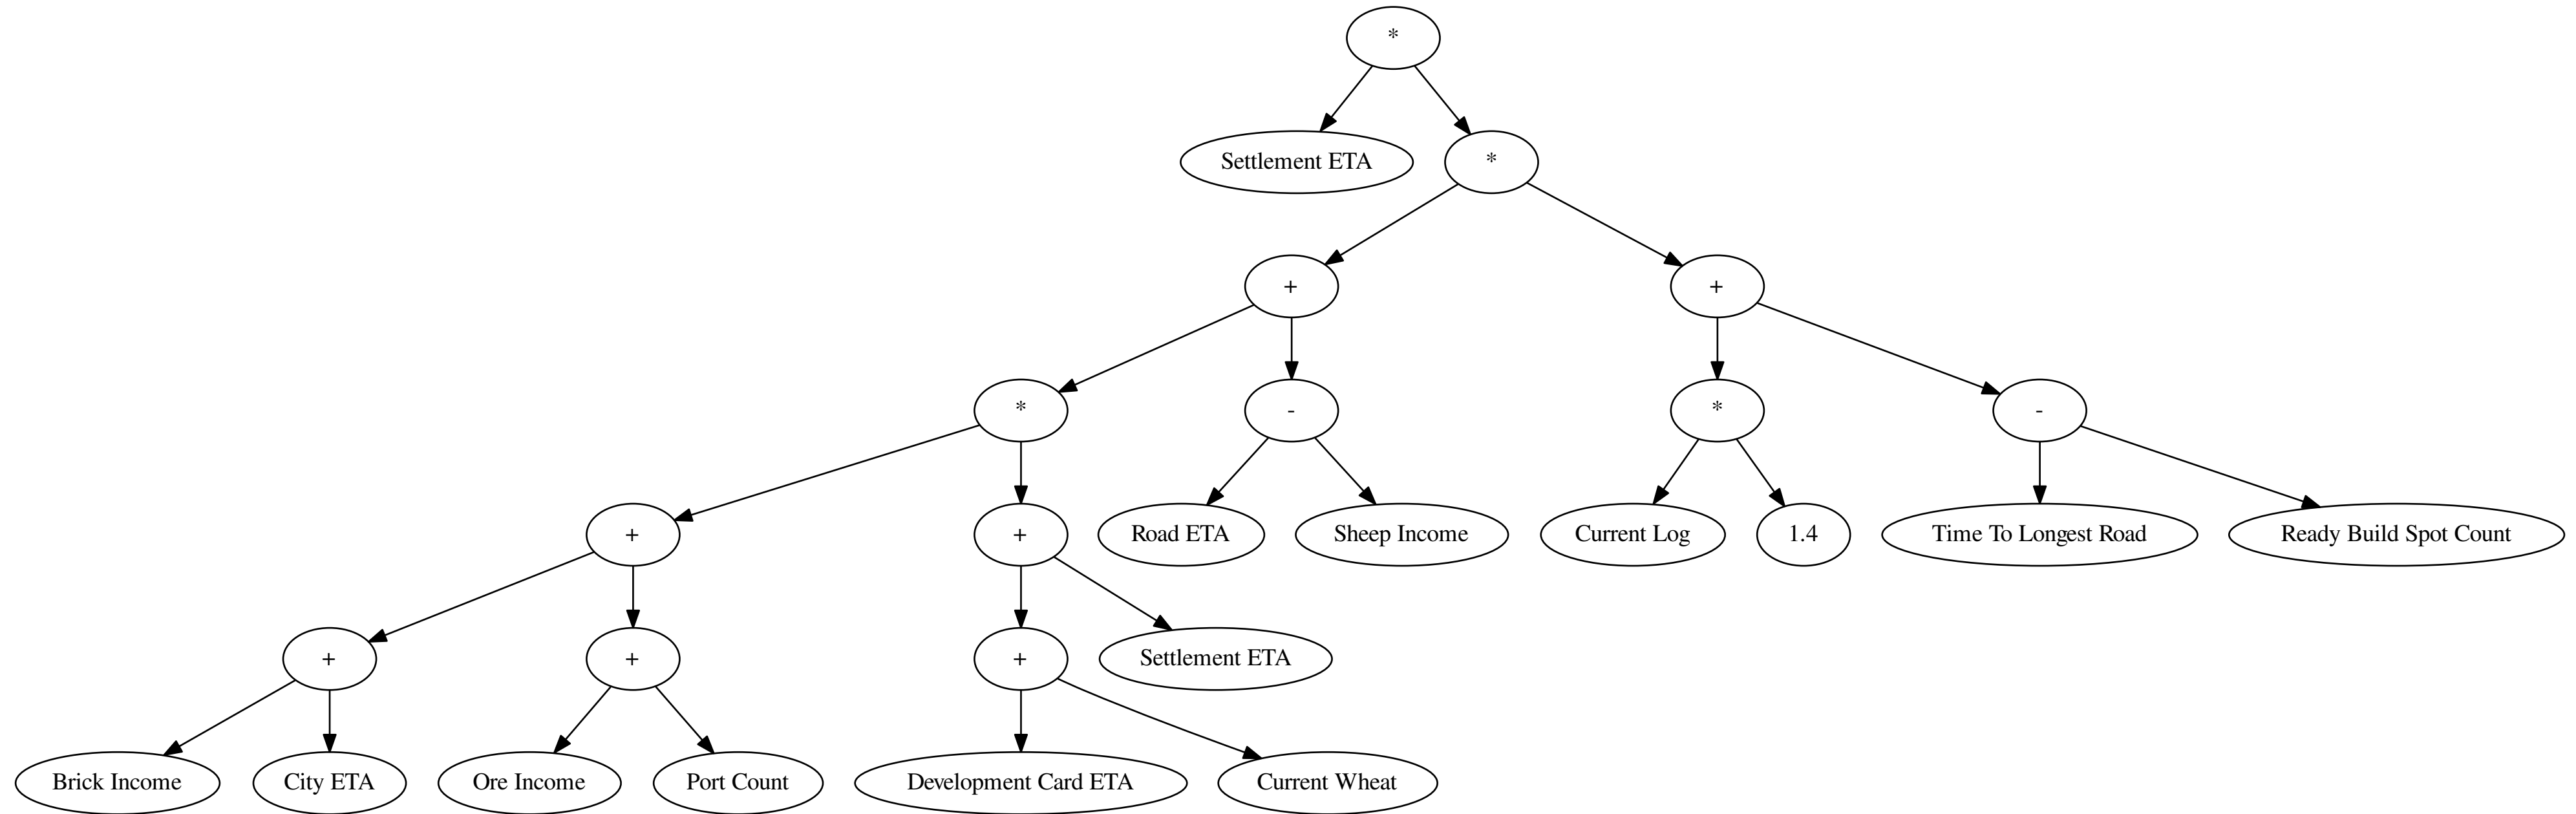 *
Settlement ETA
*
+
+
*
-
*
-
+
+
Road ETA
Sheep Income
Current Log
1.4
Time To Longest Road
Ready Build Spot Count
+
+
+
Settlement ETA
Brick Income
City ETA
Ore Income
Port Count
Development Card ETA
Current Wheat